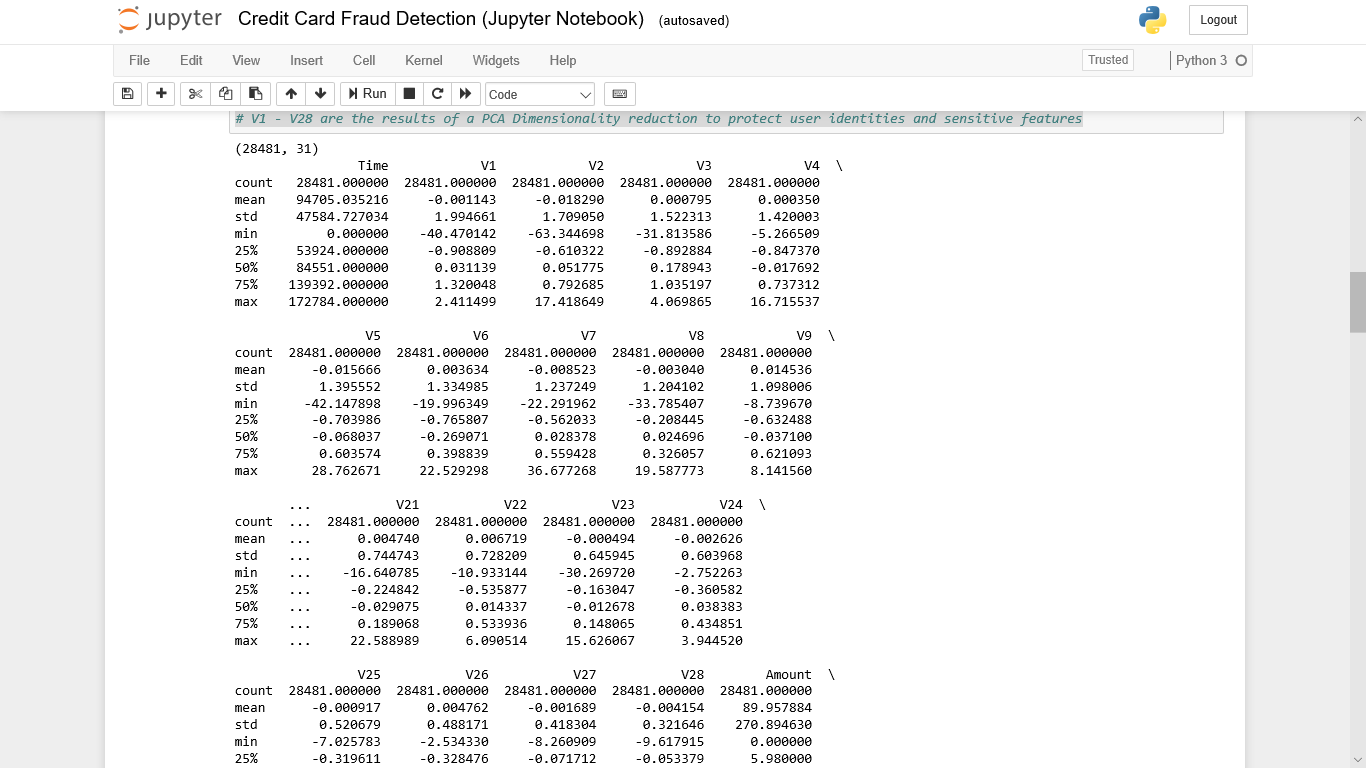 jupyter Credit Card Fraud Detection (Jupyter Notebook) (autosaved) Logout
File Edit View Insert Cell Kernel Widgets Help Trusted Python 3
Run Code
# V1 - V28 are the results of a PCA Dimensionality reduction to protect user identities and sensitive features
(28481, 31)
Time V1 V2 V3 V4 \
count 28481.000000 28481.000000 28481.000000 28481.000000 28481.000000
mean 94705.035216 -0.001143 -0.018290 0.000795 0.000350
std 47584.727034 1.994661 1.709050 1.522313 1.420003
min 0.000000 -40.470142 -63.344698 -31.813586 -5.266509
25% 53924.000000 -0.908809 -0.610322 -0.892884 -0.847370
50% 84551.000000 0.031139 0.051775 0.178943 -0.017692
75% 139392.000000 1.320048 0.792685 1.035197 0.737312
max 172784.000000 2.411499 17.418649 4.069865 16.715537
V5 V6 V7 V8 V9 \
count 28481.000000 28481.000000 28481.000000 28481.000000 28481.000000
mean -0.015666 0.003634 -0.008523 -0.003040 0.014536
std 1.395552 1.334985 1.237249 1.204102 1.098006
min -42.147898 -19.996349 -22.291962 -33.785407 -8.739670
25% -0.703986 -0.765807 -0.562033 -0.208445 -0.632488
50% -0.068037 -0.269071 0.028378 0.024696 -0.037100
75% 0.603574 0.398839 0.559428 0.326057 0.621093
max 28.762671 22.529298 36.677268 19.587773 8.141560
... V21 V22 V23 V24 \
count ... 28481.000000 28481.000000 28481.000000 28481.000000
mean ... 0.004740 0.006719 -0.000494 -0.002626
std ... 0.744743 0.728209 0.645945 0.603968
min ... -16.640785 -10.933144 -30.269720 -2.752263
25% ... -0.224842 -0.535877 -0.163047 -0.360582
50% ... -0.029075 0.014337 -0.012678 0.038383
75% ... 0.189068 0.533936 0.148065 0.434851
max ... 22.588989 6.090514 15.626067 3.944520
V25 V26 V27 V28 Amount \
count 28481.000000 28481.000000 28481.000000 28481.000000 28481.000000
mean -0.000917 0.004762 -0.001689 -0.004154 89.957884
std 0.520679 0.488171 0.418304 0.321646 270.894630
min -7.025783 -2.534330 -8.260909 -9.617915 0.000000
25% -0.319611 -0.328476 -0.071712 -0.053379 5.980000